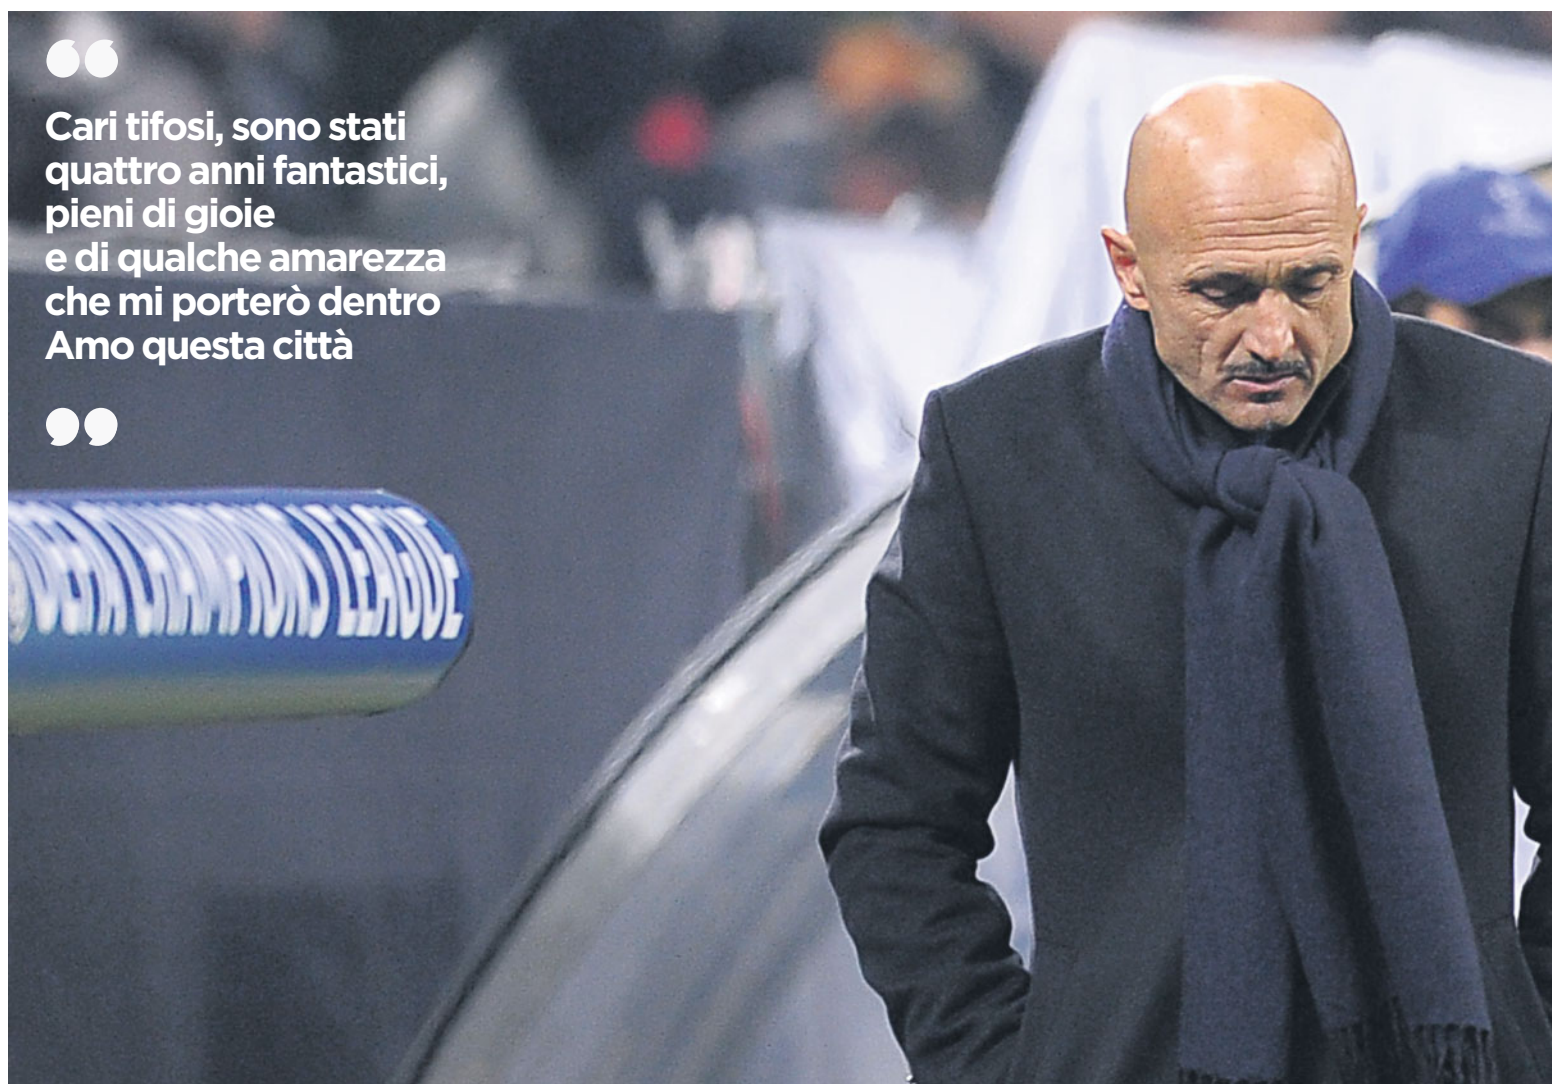 Cari tifosi, sono stati
quattro anni fantastici,
pieni di gioie
e di qualche amarezza
che mi porterò dentro
Amo questa città
UEFA CHAMPIONS LEAGUE